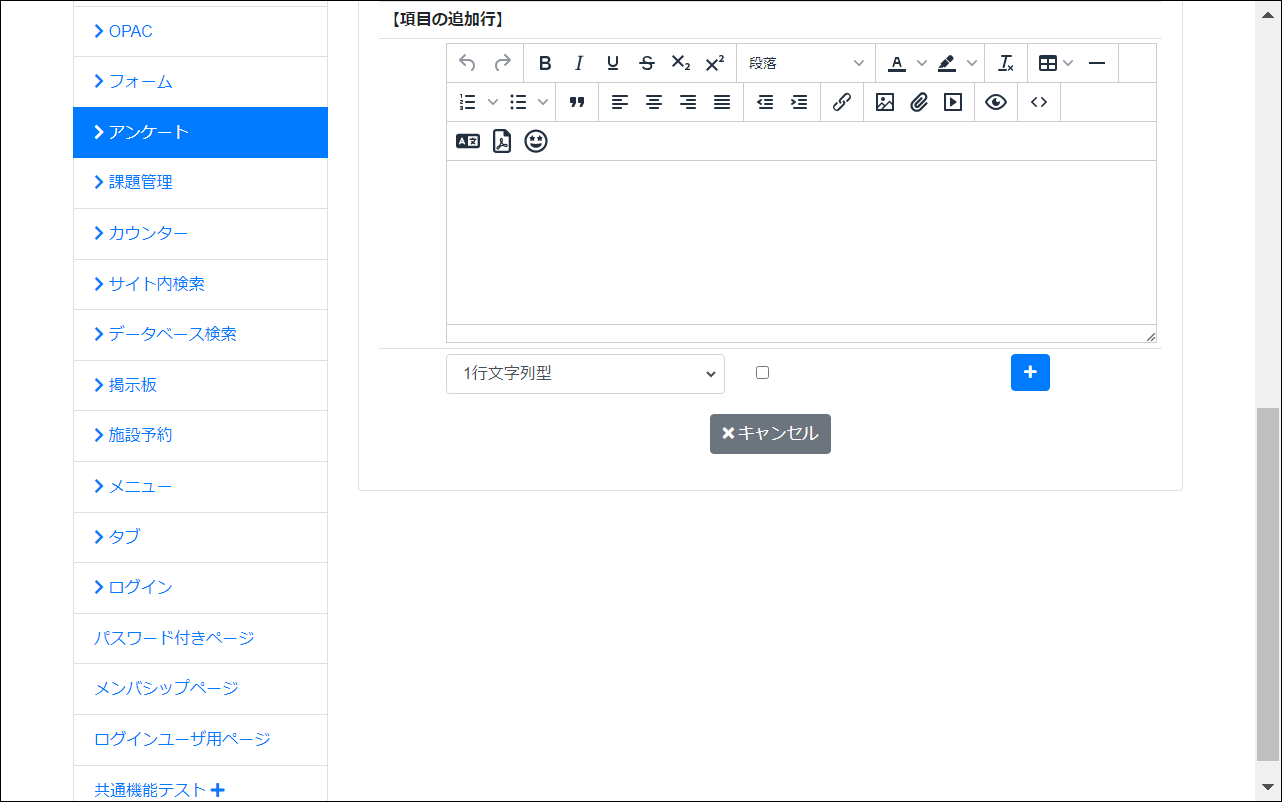 OPAC
フォーム
アンケート
課題管理
カウンター
サイト内検索
データベース検索
掲示板
施設予約
メニュー
タブ
ログイン
パスワード付きページ
メンバシップページ
ログインユーザ用ページ
共通機能テスト
【項目の追加行】
段落
1行文字列型
キャンセル